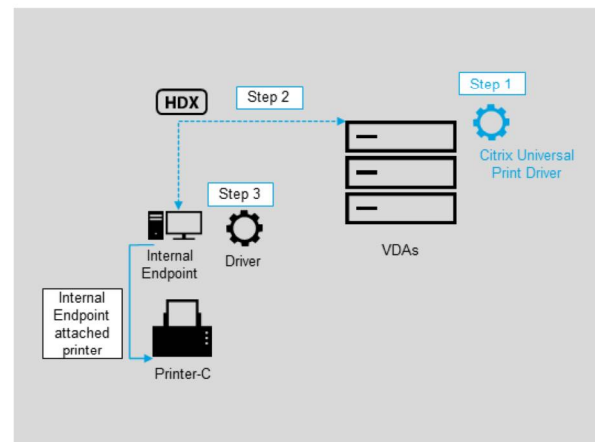 Step 1
HDX
Step 2
Citrix Universal
Print Driver
Step 3
VDAs
Internal
Endpoint
Driver
Internal
Endpoint
attached
printer
Printer-C